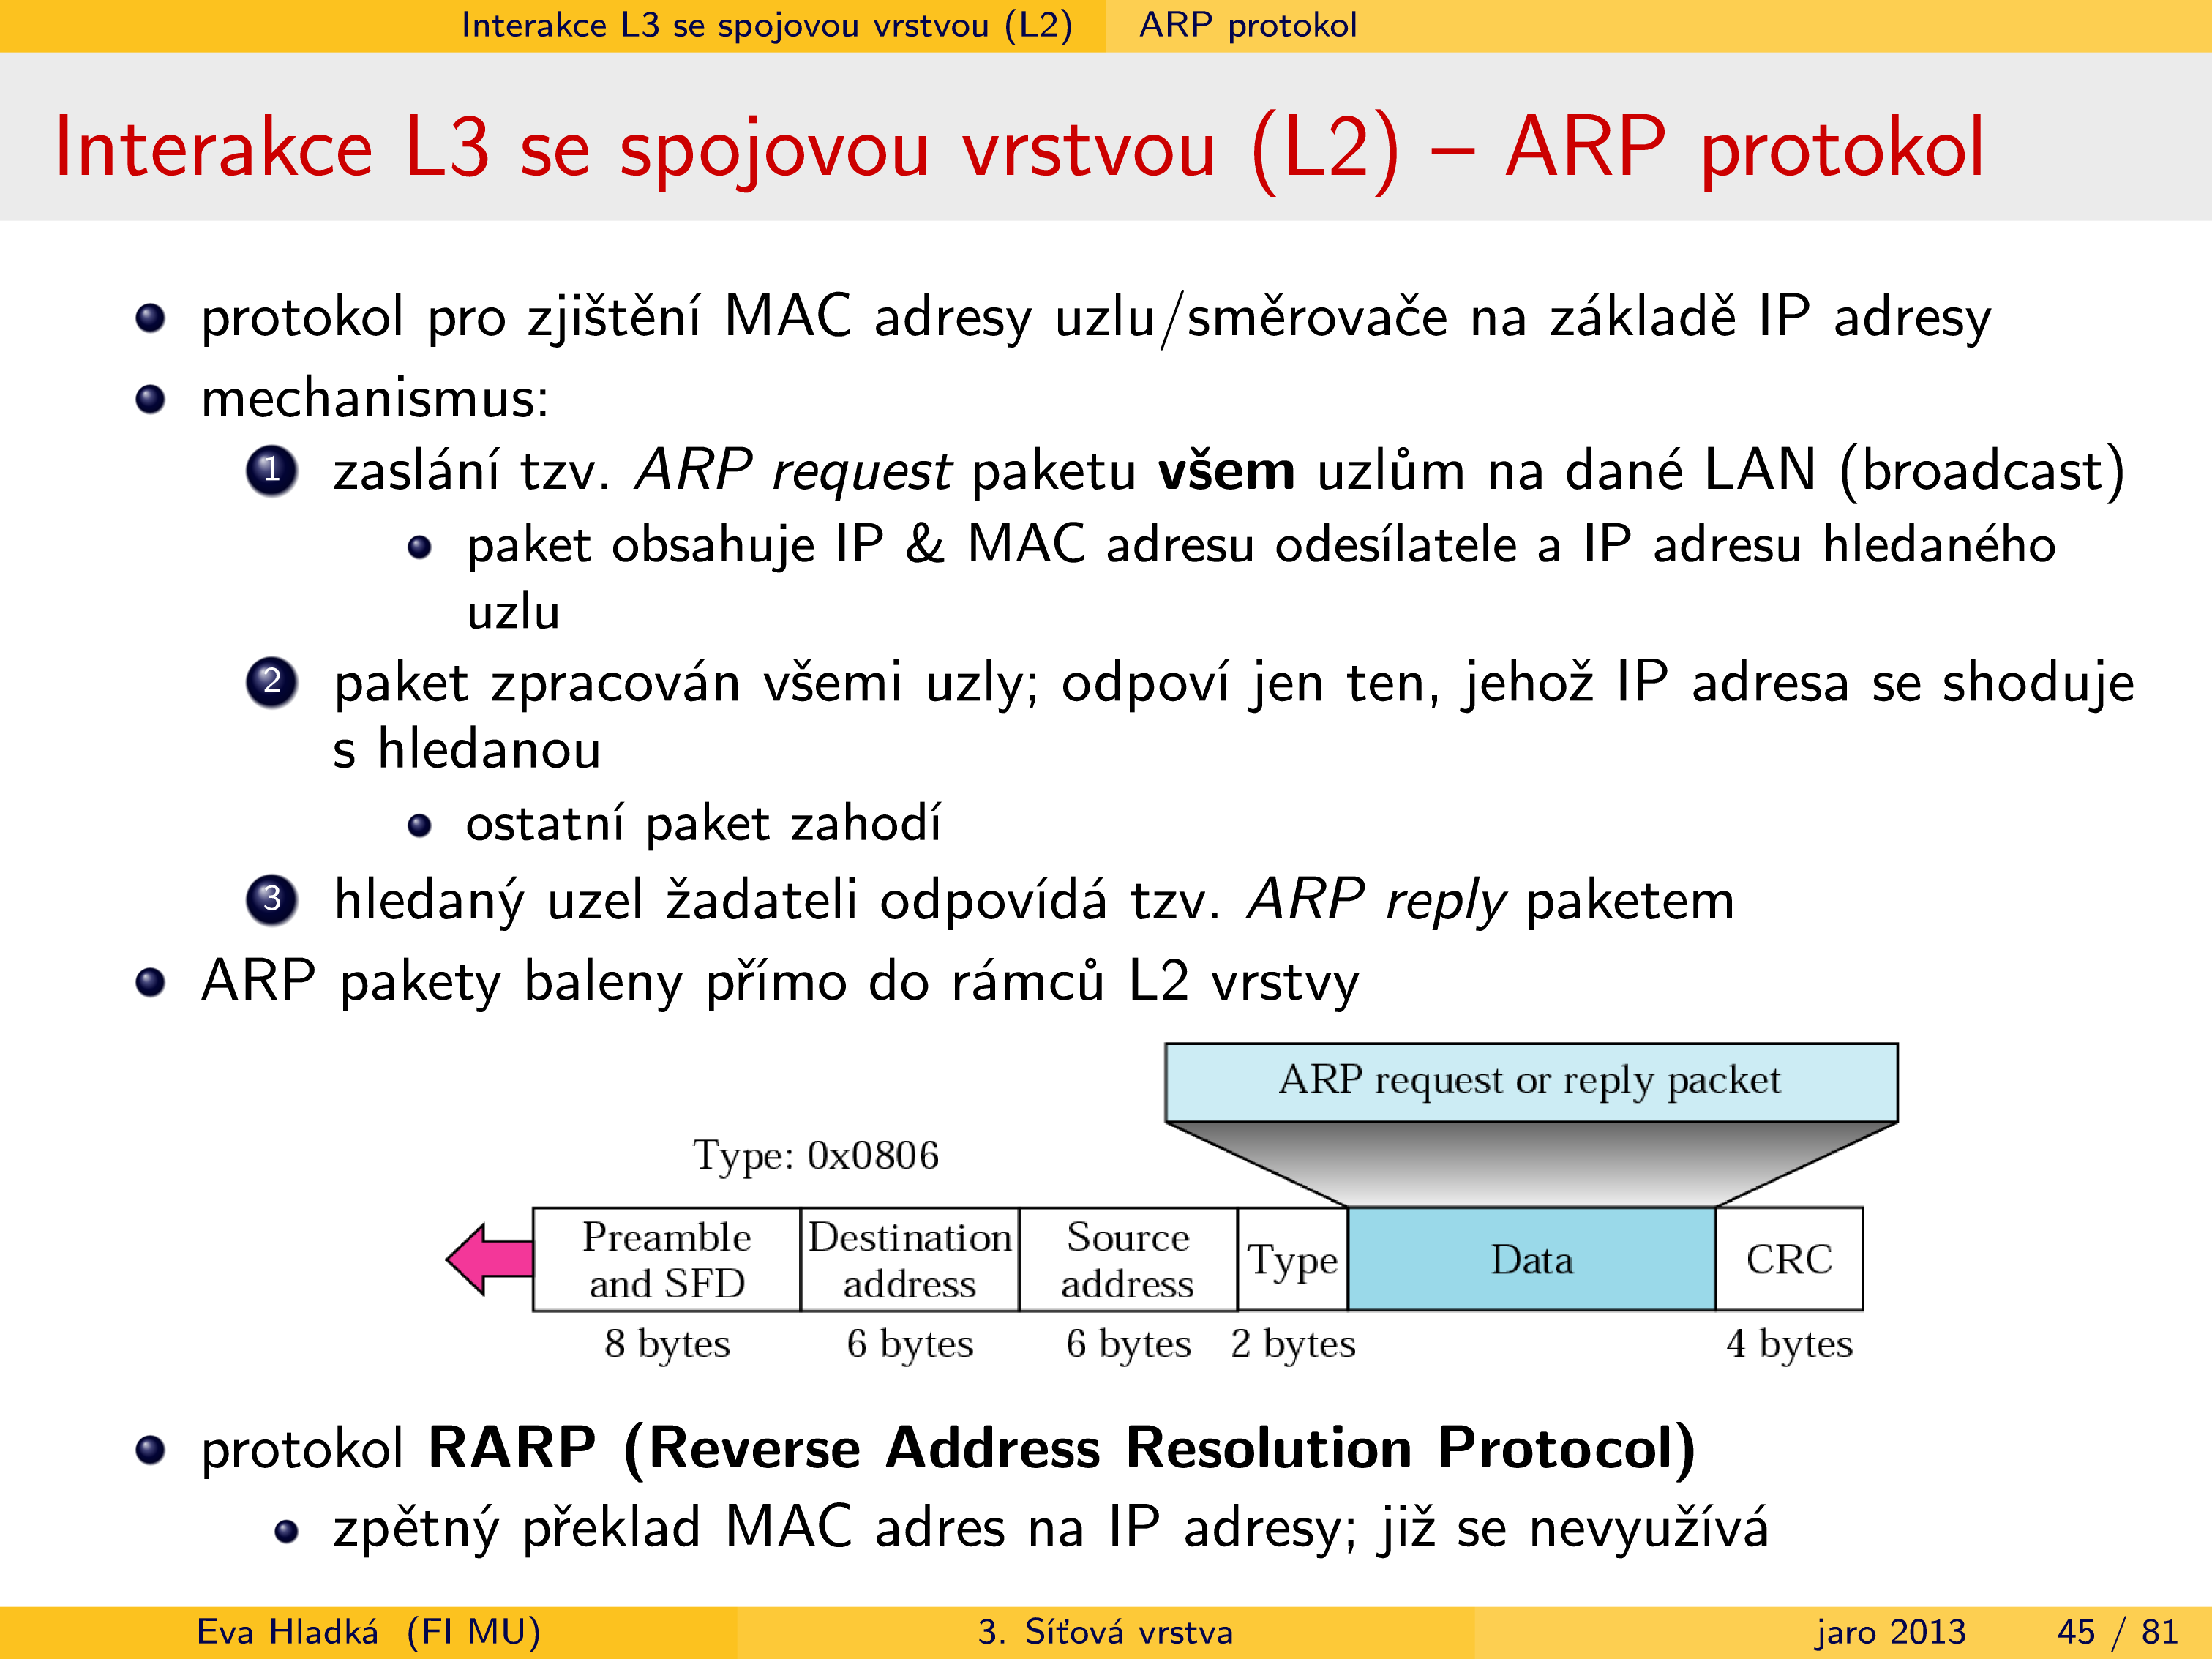 Interakce L3 se spojovou vrstvou (L2) ARP protokol
Interakce L3 se spojovou vrstvou (L2) – ARP protokol
protokol pro zjištění MAC adresy uzlu/směrovače na základě IP adresy
mechanismus:
1 zaslání tzv. ARP request paketu všem uzlům na dané LAN (broadcast)
paket obsahuje IP & MAC adresu odesílatele a IP adresu hledaného
uzlu
2 paket zpracován všemi uzly; odpoví jen ten, jehož IP adresa se shoduje
s hledanou
ostatní paket zahodí
3 hledaný uzel žadateli odpovídá tzv. ARP reply paketem
ARP pakety baleny přímo do rámců L2 vrstvy
ARP request or reply packet
Type: 0x0806
Preamble and SFD
Destination address
Source address
Type
Data
CRC
8 bytes 6 bytes 6 bytes 2 bytes 4 bytes
protokol RARP (Reverse Address Resolution Protocol)
zpětný překlad MAC adres na IP adresy; již se nevyužívá
Eva Hladká (FI MU) 3. Síťová vrstva jaro 2013 45 / 81